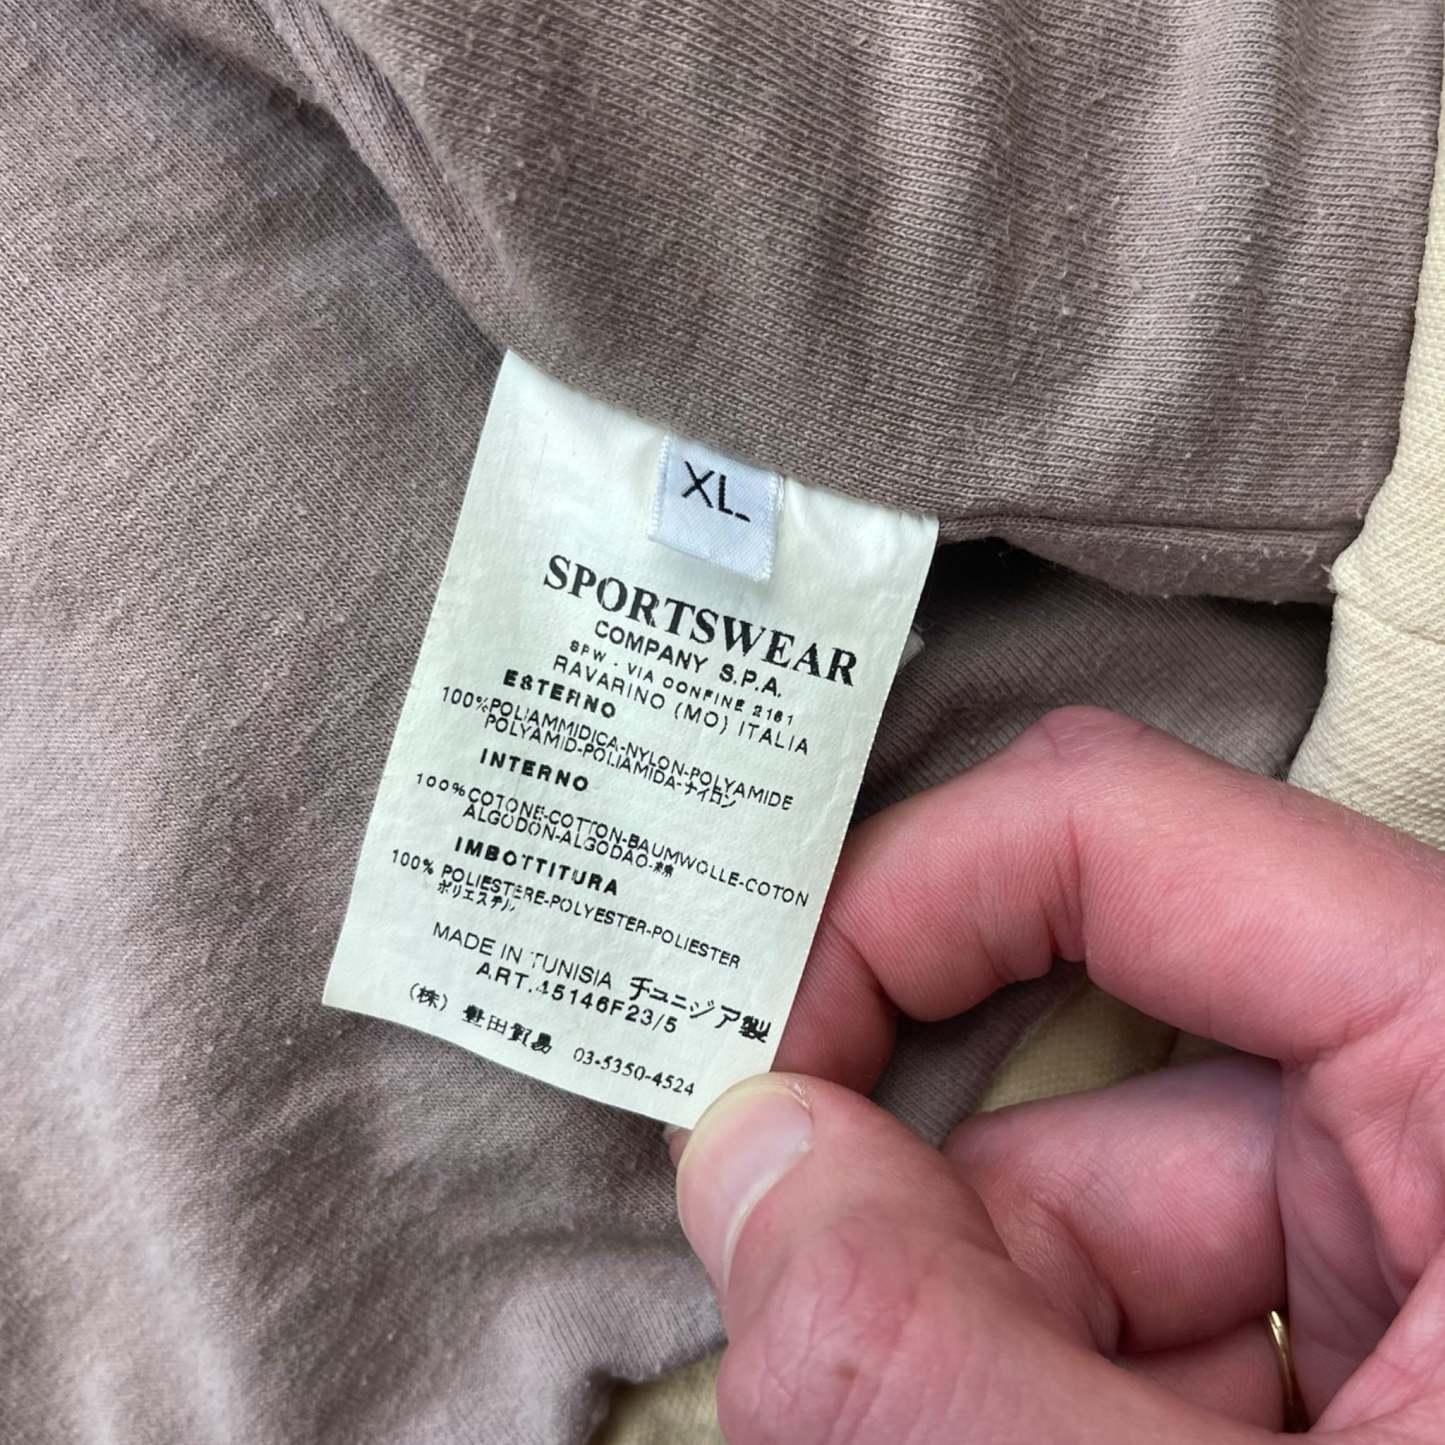 XL
SPORTSWEAR
COMPANY S.P.A.
SPW . VIA CONFINE 2161
RAVARINO (MO) ITALIA
ESTERNO
100%POLIAMMIDICA-NYLON-POLYAMIDE
POLYAMID-POLIAMIDA-ナイロン
INTERNO
100%COTONE-COTTON-BAUMWOLLE-COTON
ALGODON-ALGODAO-綿
IMBOTTITURA
100% POLIESTERE-POLYESTER-POLIESTER
ポリエステル
MADE IN TUNISIA チュニジア製
ART.45146F23/5
(株) 豊田貿易 03-5350-4524